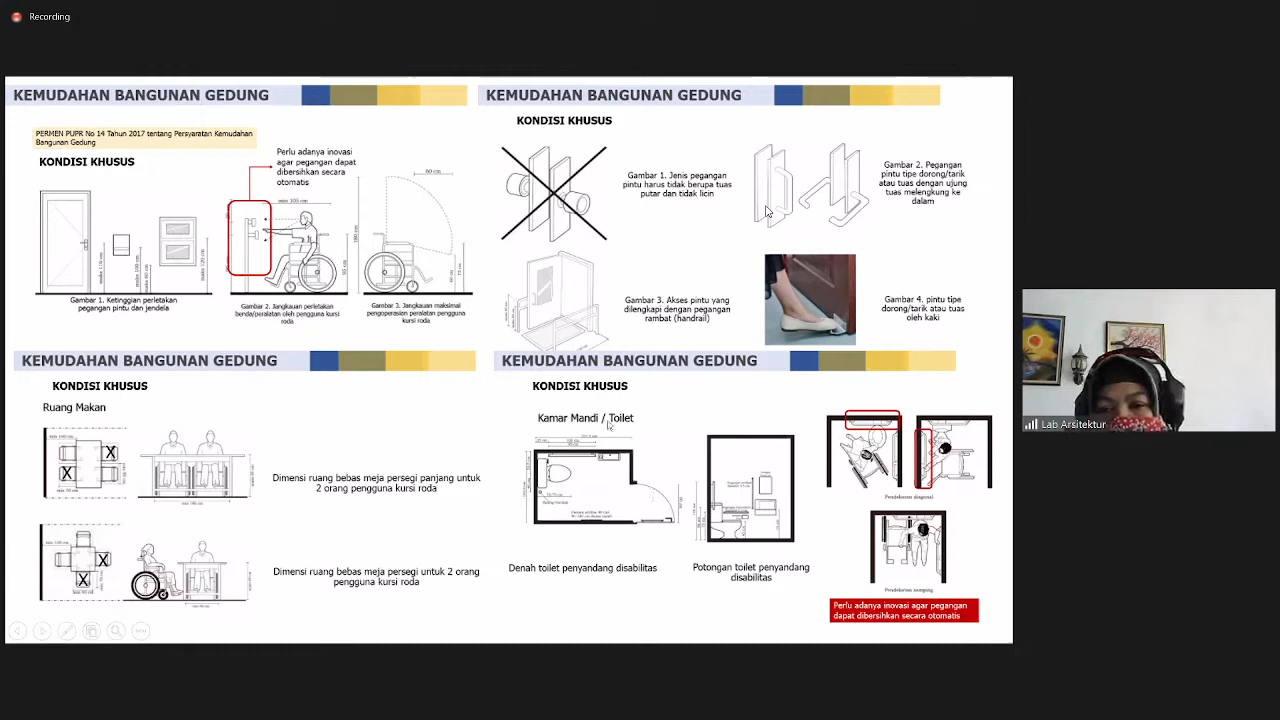 Recording
KEMUDAHAN BANGUNAN GEDUNG
PERMEN PUPR No 14 Tahun 2017 tentang Persyaratan Kemudahan
Bangunan Gedung
KONDISI KHUSUS
Perlu adanya inovasi
agar pegangan dapat
dibersihkan secara
otomatis
Gambar 1. Ketinggian perletakan
pegangan pintu dan jendela
Gambar 2. Jangkauan perletakan
benda/peralatan oleh pengguna kursi
roda
Gambar 3. Jangkauan maksimal
pengoperasian peralatan pengguna
kursi roda
KEMUDAHAN BANGUNAN GEDUNG
KONDISI KHUSUS
Gambar 1. Jenis pegangan
pintu harus tidak berupa tuas
putar dan tidak licin
Gambar 2. Pegangan
pintu tipe dorong/tarik
atau tuas dengan ujung
tuas melengkung ke
dalam
Gambar 3. Akses pintu yang
dilengkapi dengan pegangan
rambat (handrail)
Gambar 4. pintu tipe
dorong/tarik atau tuas
oleh kaki
KEMUDAHAN BANGUNAN GEDUNG
KONDISI KHUSUS
Ruang Makan
Dimensi ruang bebas meja persegi panjang untuk
2 orang pengguna kursi roda
Dimensi ruang bebas meja persegi untuk 2 orang
pengguna kursi roda
KEMUDAHAN BANGUNAN GEDUNG
KONDISI KHUSUS
Kamar Mandi / Toilet
Denah toilet penyandang disabilitas
Potongan toilet penyandang
disabilitas
Pendekatan diagonal
Pendekatan samping
Perlu adanya inovasi agar pegangan
dapat dibersihkan secara otomatis
Lab Arsitektur